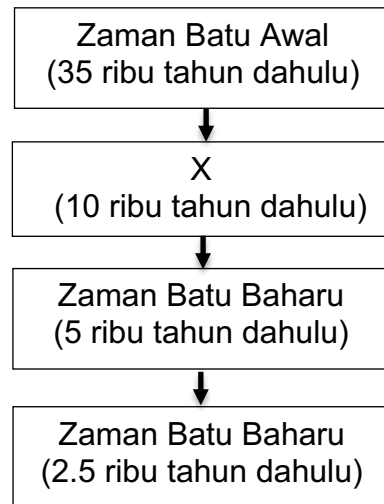 Zaman Batu Awal
(35 ribu tahun dahulu)
X
(10 ribu tahun dahulu)
Zaman Batu Baharu
(5 ribu tahun dahulu)
Zaman Batu Baharu
(2.5 ribu tahun dahulu)